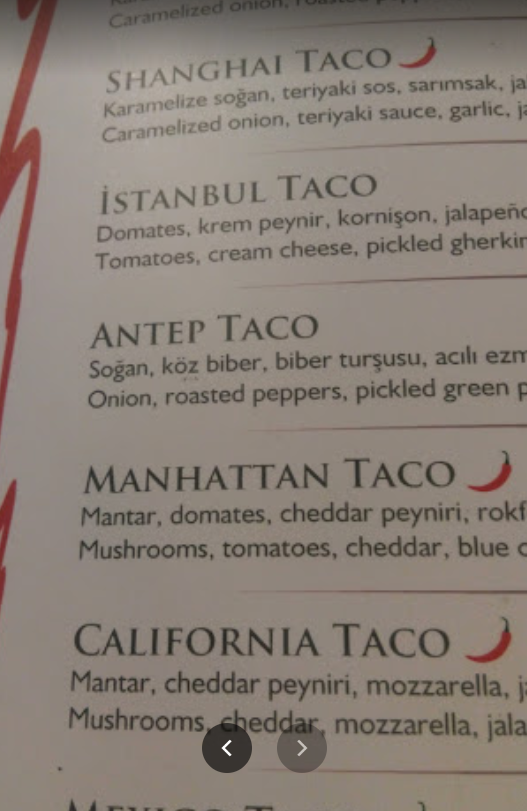 Caramelized onion,
SHANGHAI TACO
Karamelize soğan, teriyaki sos, sarımsak,
Caramelized onion, teriyaki sauce, garlic,
İSTANBUL TACO
Domates, krem peynir, kornişon,
Tomatoes, cream cheese, pickled
ANTEP TACO
Soğan, köz biber, biber turşusu, acılı
Onion, roasted peppers, pickled green
MANHATTAN TACO
Mantar, domates, cheddar peyniri,
Mushrooms, tomatoes, cheddar, blue
CALIFORNIA TACO
Mantar, cheddar peyniri, mozzarella,
Mushrooms, cheddar, mozzarella,